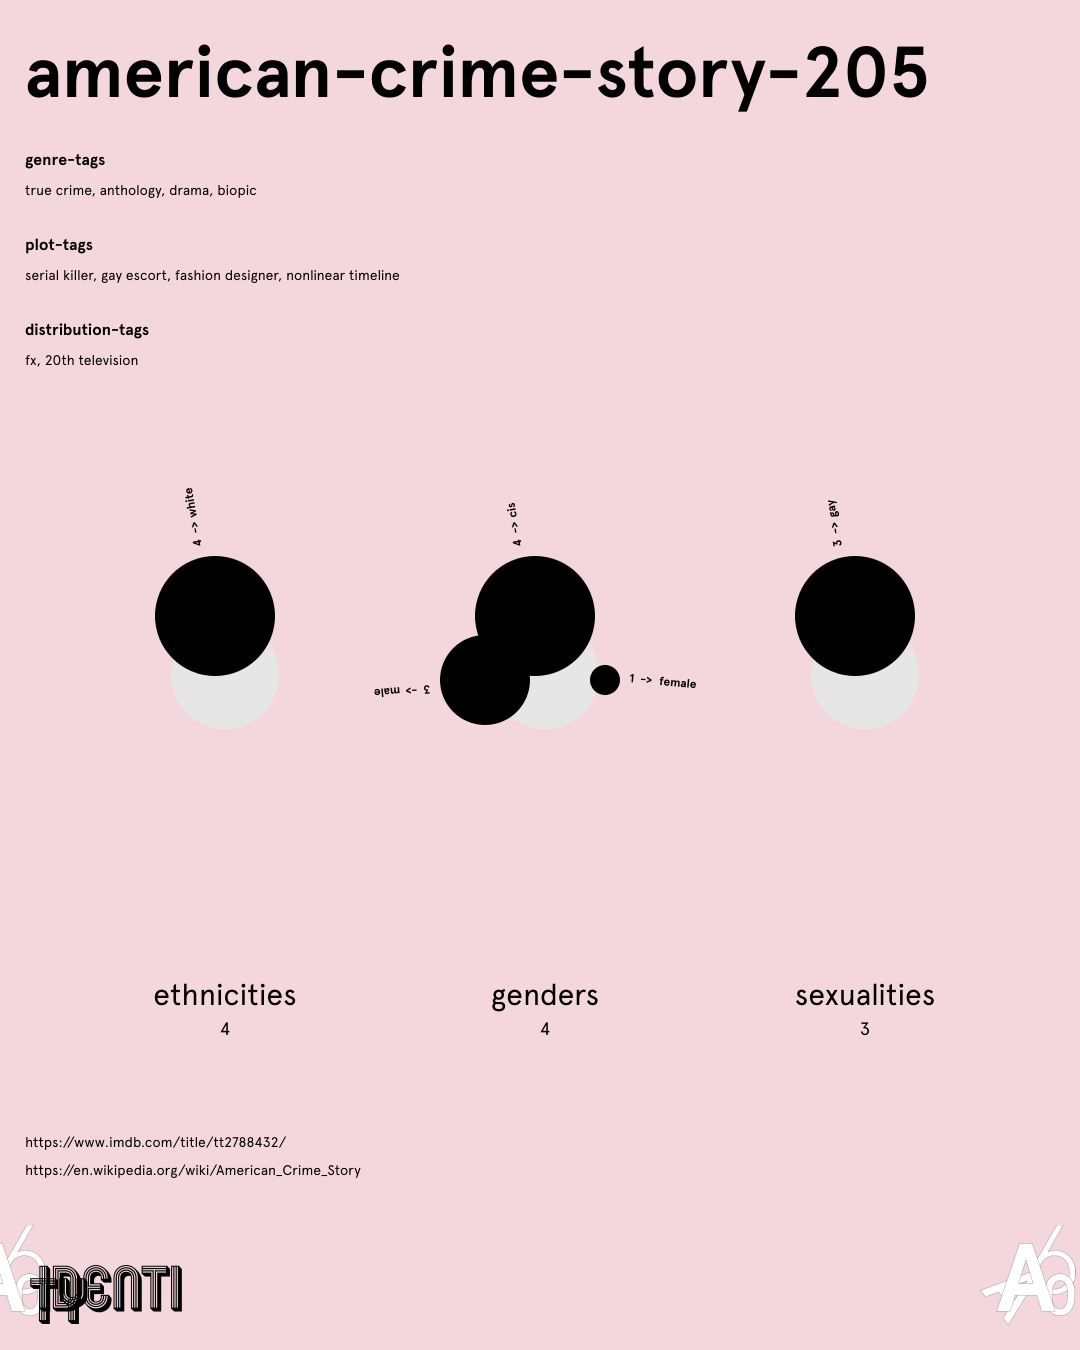 american-crime-story-205
genre-tags
true crime, anthology, drama, biopic
plot-tags
serial killer, gay escort, fashion designer, nonlinear timeline
distribution-tags
fx, 20th television
4 -> white
4 -> cis
3 -> male
1 -> female
3 -> gay
ethnicities
4
genders
4
sexualities
3
https://www.imdb.com/title/tt2788432/
https://en.wikipedia.org/wiki/American_Crime_Story
IDENTI